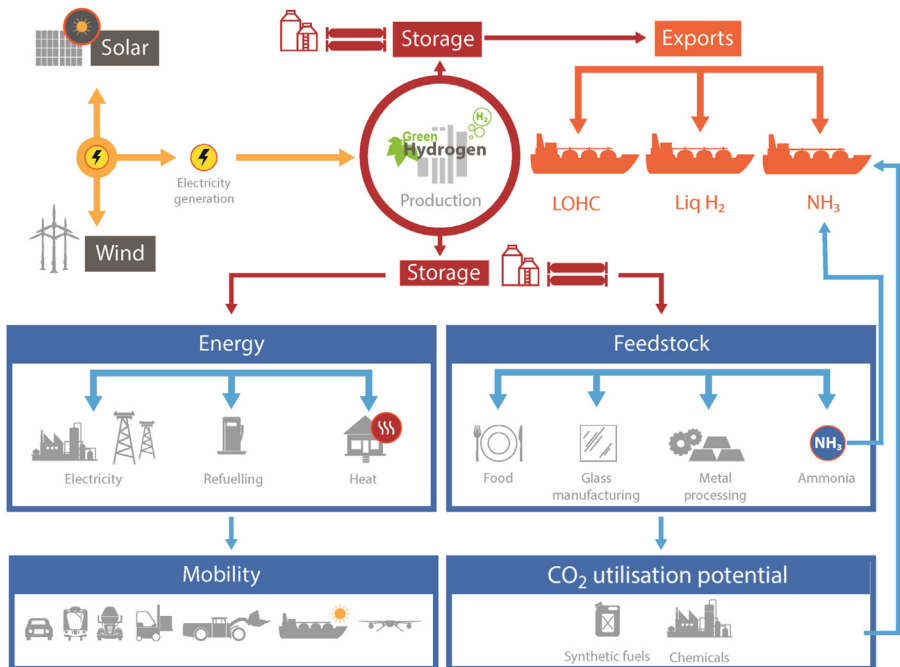 Solar
Storage
Exports
Green
H₂
Hydrogen
Production
Electricity
generation
Wind
LOHC
Liq H₂
NH₃
Storage
Energy
Electricity
Refuelling
Heat
Feedstock
Food
Glass
manufacturing
Metal
processing
NH₃
Ammonia
Mobility
CO₂ utilisation potential
Synthetic fuels
Chemicals